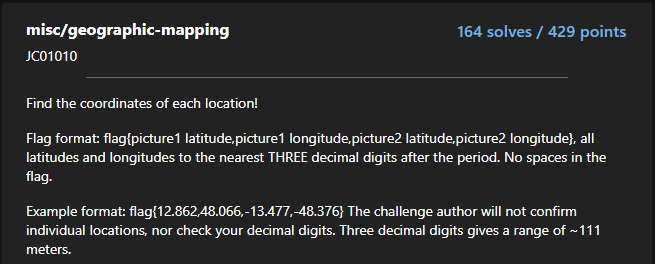 misc/geographic-mapping
164 solves / 429 points
JC01010
Find the coordinates of each location!
Flag format: flag{picture1 latitude,picture1 longitude,picture2 latitude,picture2 longitude}, all
latitudes and longitudes to the nearest THREE decimal digits after the period. No spaces in the
flag.
Example format: flag{12.862,48.066,-13.477,-48.376} The challenge author will not confirm
individual locations, nor check your decimal digits. Three decimal digits gives a range of ~111
meters.